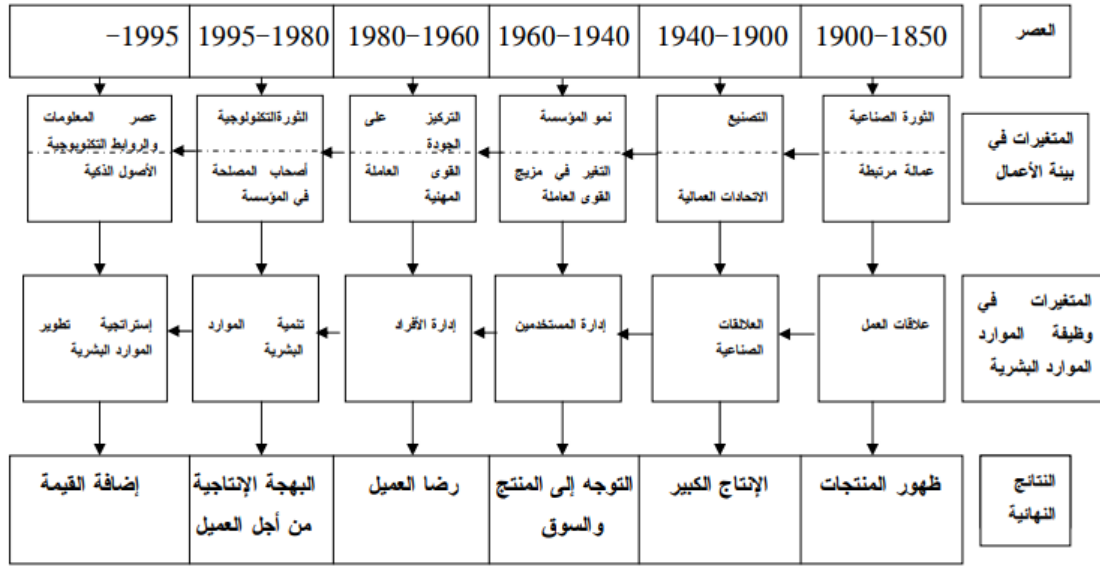 العصر
1900-1850
1940-1900
1960-1940
1980-1960
1995-1980
-1995
المتغيرات في
بيئة الأعمال
الثورة الصناعية
عمالة مرتبطة
التصنيع
الاتحادات العمالية
نمو المؤسسة
التغير في مزيج
القوى العاملة
التركيز على
الجودة
القوى العاملة
المهنية
الثورةالتكنولوجية
أصحاب المصلحة
في المؤسسة
عصر المعلومات
والروابط التكنوبوجية
الأصول الذكية
المتغيرات في
وظيفة الموارد
الموارد البشرية
علاقات العمل
العلاقات
الصناعية
إدارة المستخدمين
إدارة الأفراد
تنمية الموارد
البشرية
إستراتجية تطوير
الموارد البشرية
النتائج
النهائية
ظهور المنتجات
الإنتاج الكبير
التوجه إلى المنتج
والسوق
رضا العميل
البهجة الإنتاجية
من أجل العميل
إضافة القيمة